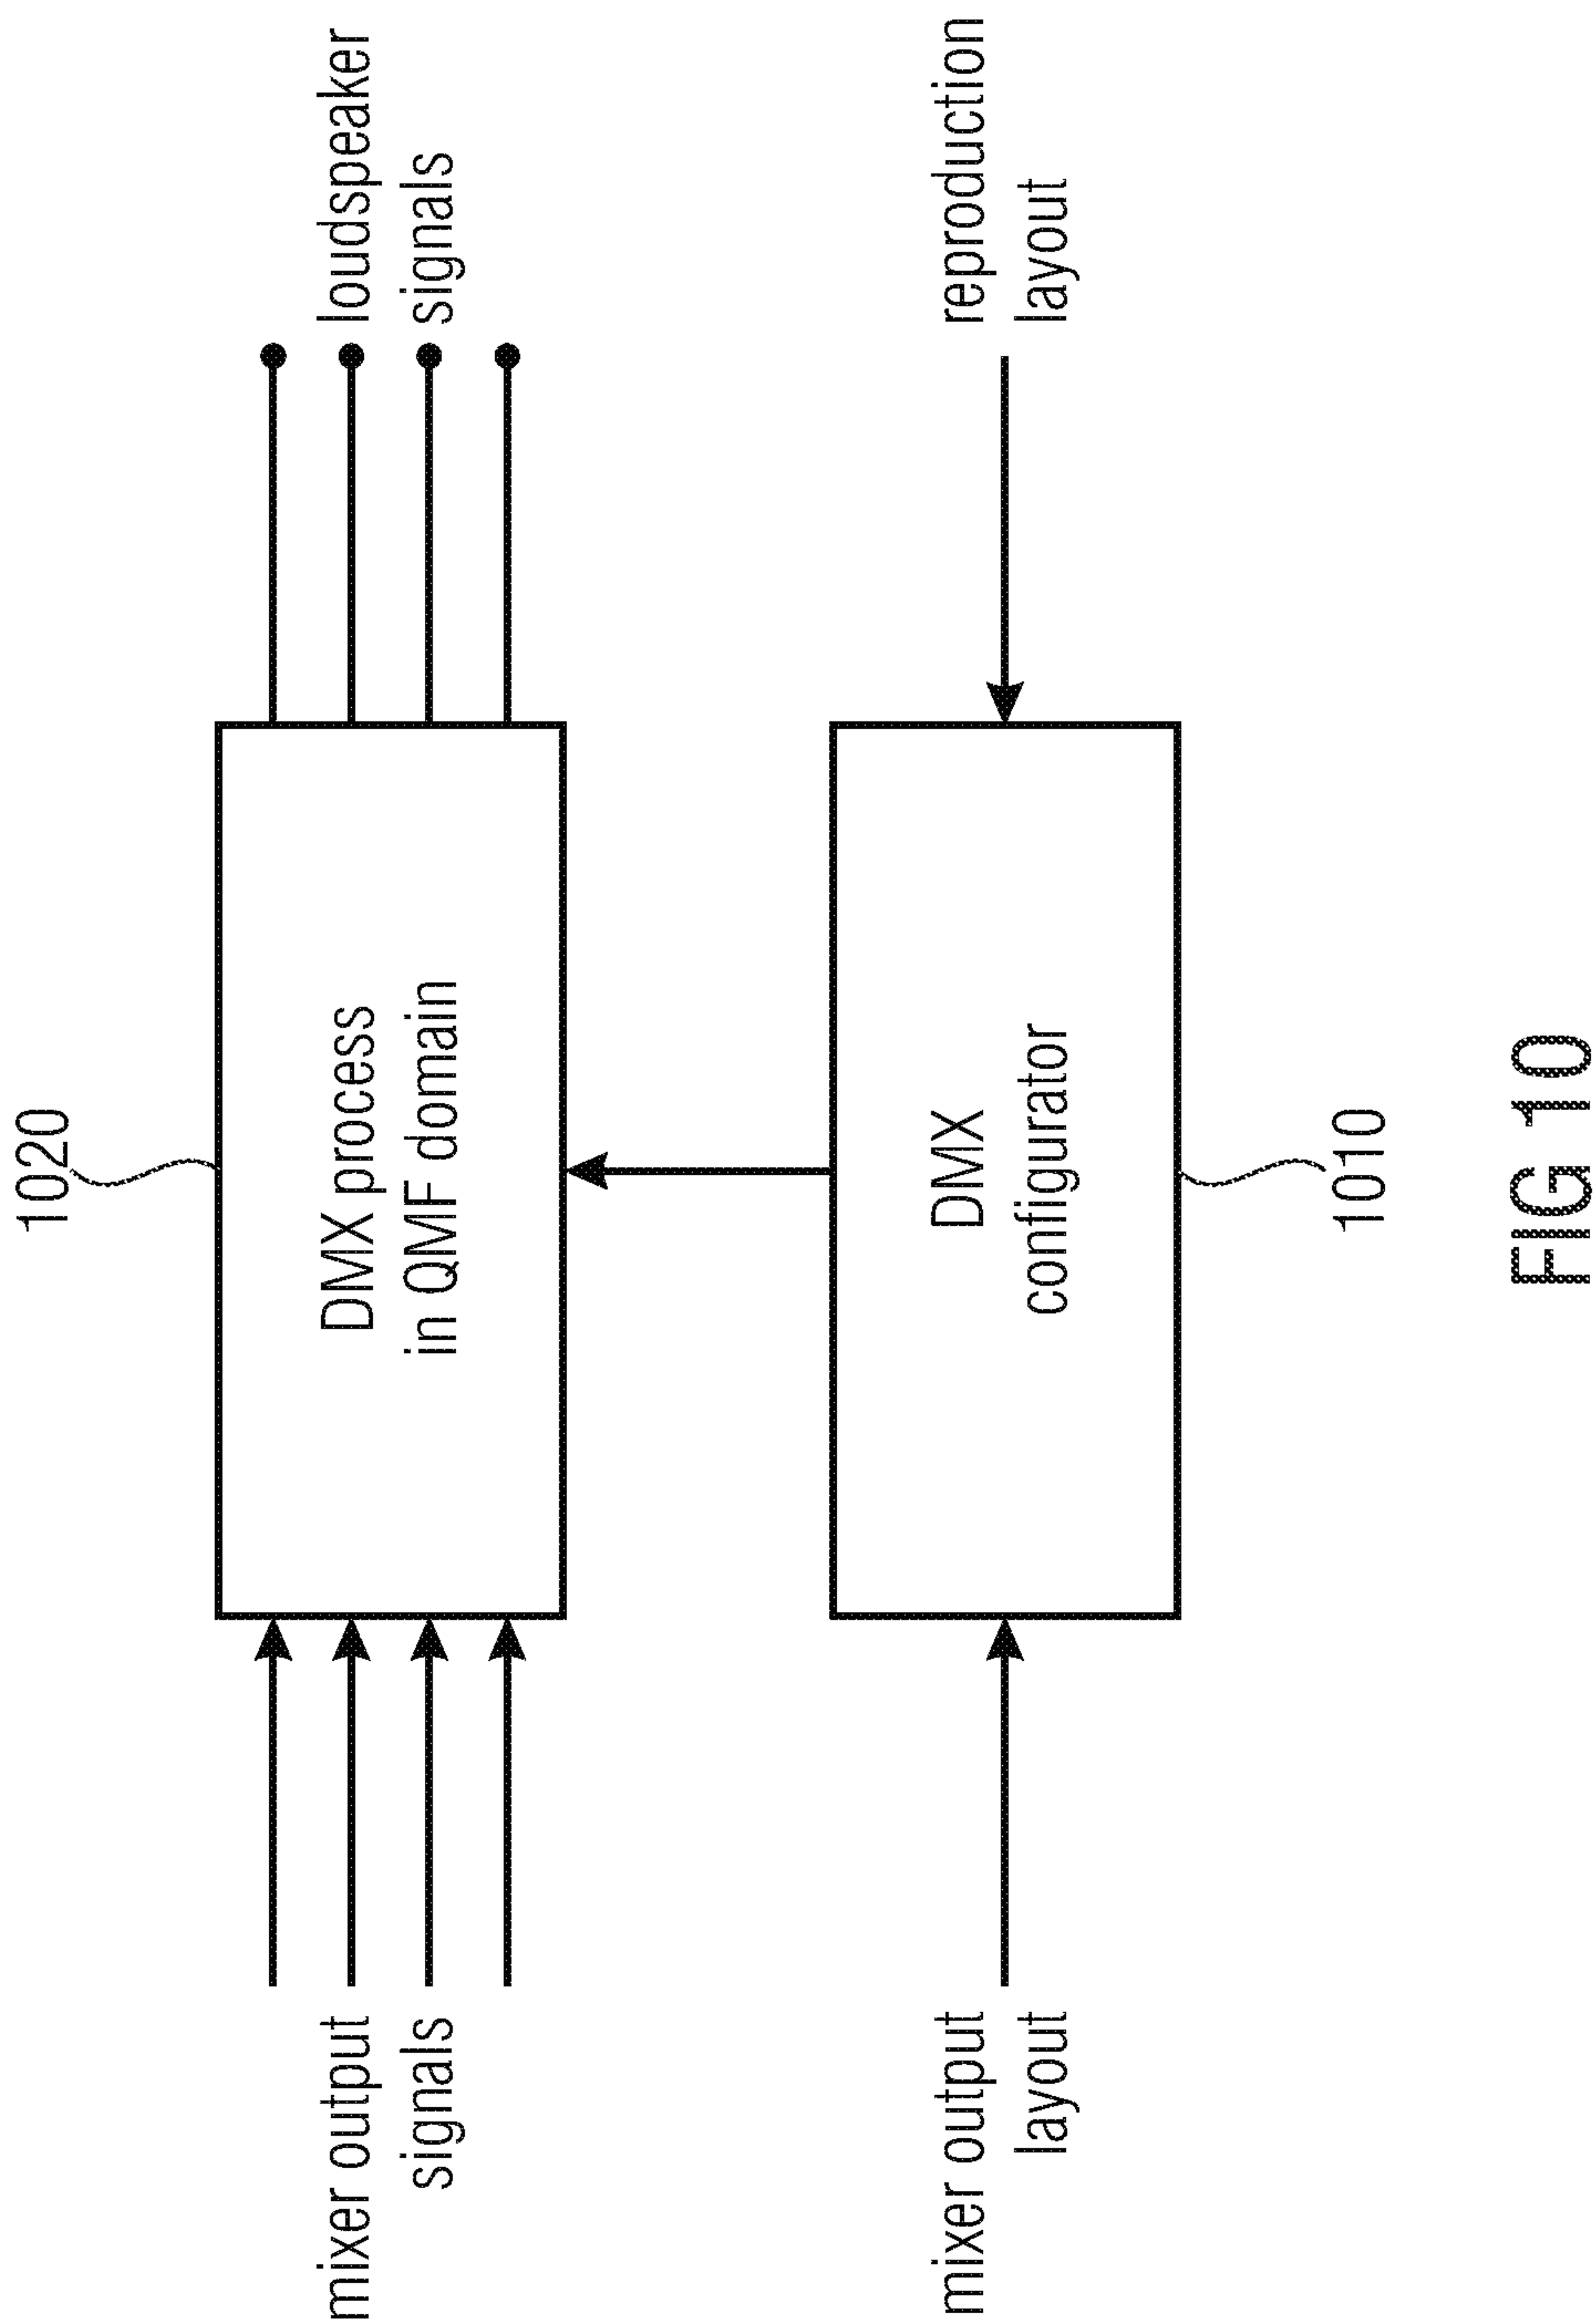 1020
mixer output
signals
DMX process
in QMF domain
loudspeaker
signals
mixer output
layout
DMX
configurator
reproduction
layout
1010
FIG 10